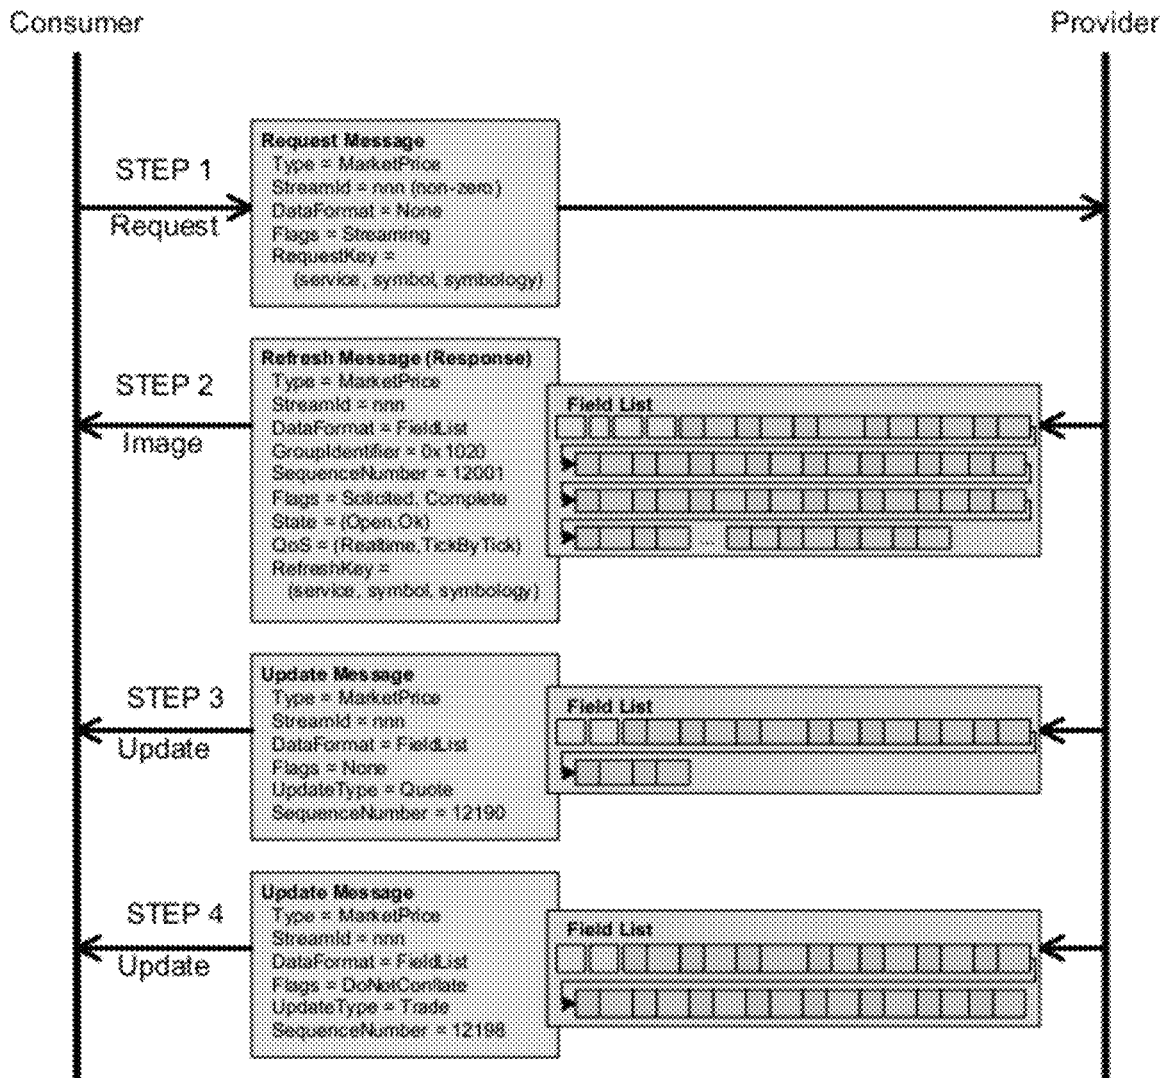 Consumer
Provider
STEP 1
Request
Request Message
Type = MarketPrice
StreamId = nnn (non-zero)
DataFormat = None
Flags = Streaming
RequestKey =
(service, symbol, symbology)
STEP 2
Image
Refresh Message (Response)
Type = MarketPrice
StreamId = nnn
DataFormat = FieldList
GroupIdentifier = 0x1020
SequenceNumber = 12001
Flags = Solicited, Complete
State = (Open,Ok)
QoS = (Realtime,TickByTick)
RefreshKey =
(service, symbol, symbology)
Field List
...
STEP 3
Update
Update Message
Type = MarketPrice
StreamId = nnn
DataFormat = FieldList
Flags = None
UpdateType = Quote
SequenceNumber = 12190
Field List
STEP 4
Update
Update Message
Type = MarketPrice
StreamId = nnn
DataFormat = FieldList
Flags = DoNotConflate
UpdateType = Trade
SequenceNumber = 12198
Field List